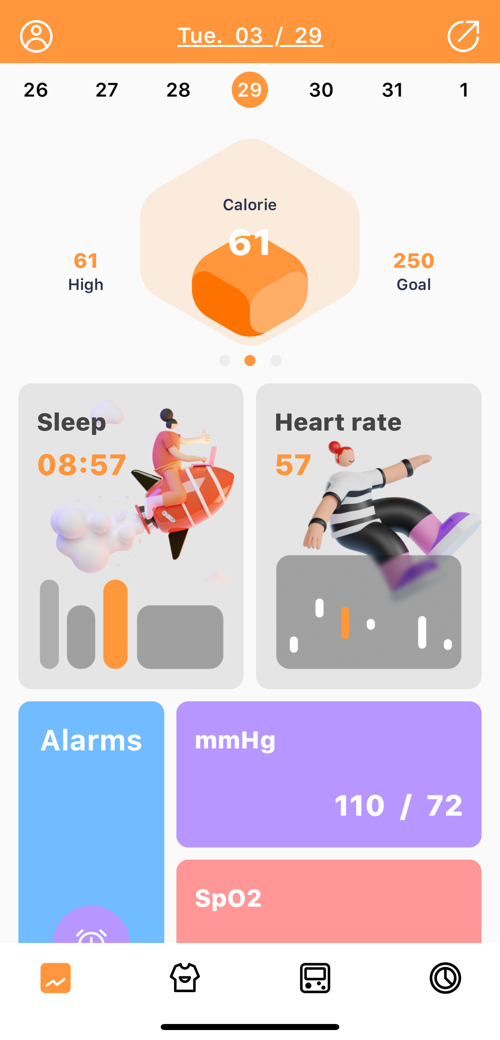 Tue. 03 / 29
26 27 28 29 30 31 1
Calorie
61
61
High
250
Goal
Sleep
08:57
Heart rate
57
Alarms
mmHg
110 / 72
SpO2